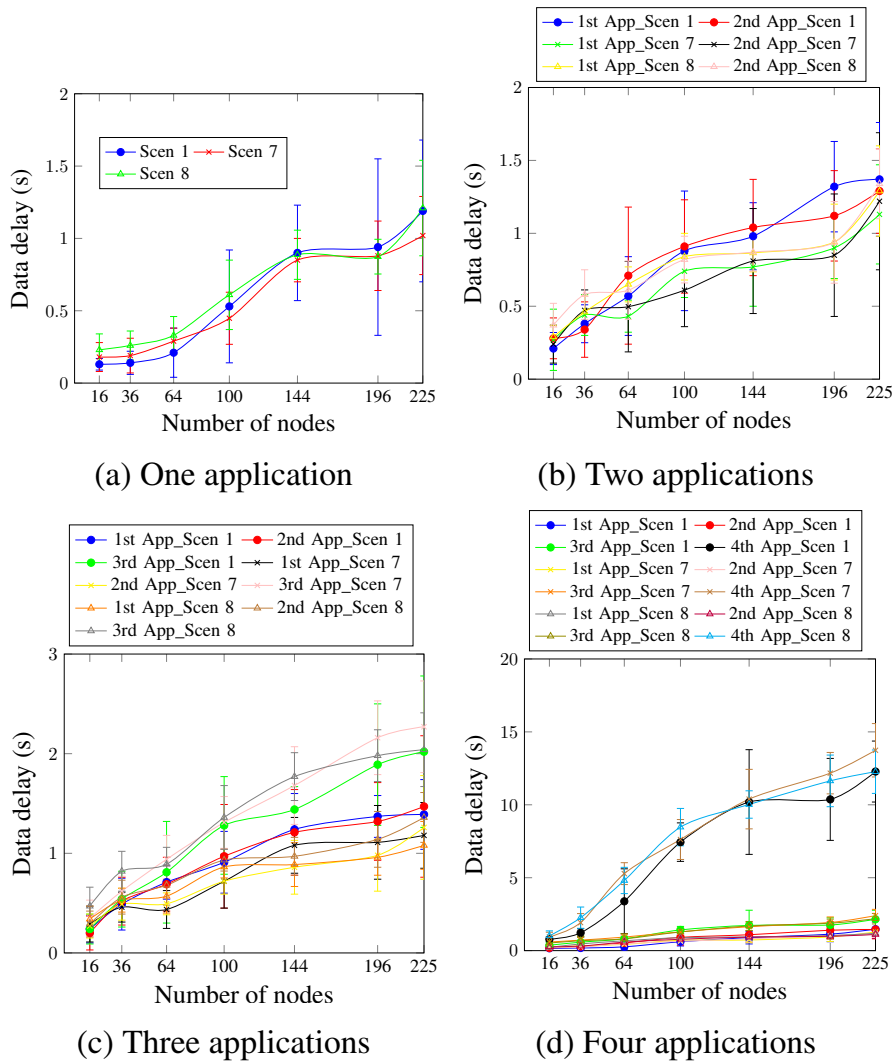 Scen 1 Scen 7
Scen 8
2
1.5
1
0.5
0
Data delay (s)
16 36 64 100 144 196 225
Number of nodes
(a) One application
1st App_Scen 1 2nd App_Scen 1
1st App_Scen 7 2nd App_Scen 7
1st App_Scen 8 2nd App_Scen 8
2
1.5
1
0.5
0
Data delay (s)
16 36 64 100 144 196 225
Number of nodes
(b) Two applications
1st App_Scen 1 2nd App_Scen 1
3rd App_Scen 1 1st App_Scen 7
2nd App_Scen 7 3rd App_Scen 7
1st App_Scen 8 2nd App_Scen 8
3rd App_Scen 8
3
2
1
0
Data delay (s)
16 36 64 100 144 196 225
Number of nodes
(c) Three applications
1st App_Scen 1 2nd App_Scen 1
3rd App_Scen 1 4th App_Scen 1
1st App_Scen 7 2nd App_Scen 7
3rd App_Scen 7 4th App_Scen 7
1st App_Scen 8 2nd App_Scen 8
3rd App_Scen 8 4th App_Scen 8
20
15
10
5
0
Data delay (s)
16 36 64 100 144 196 225
Number of nodes
(d) Four applications